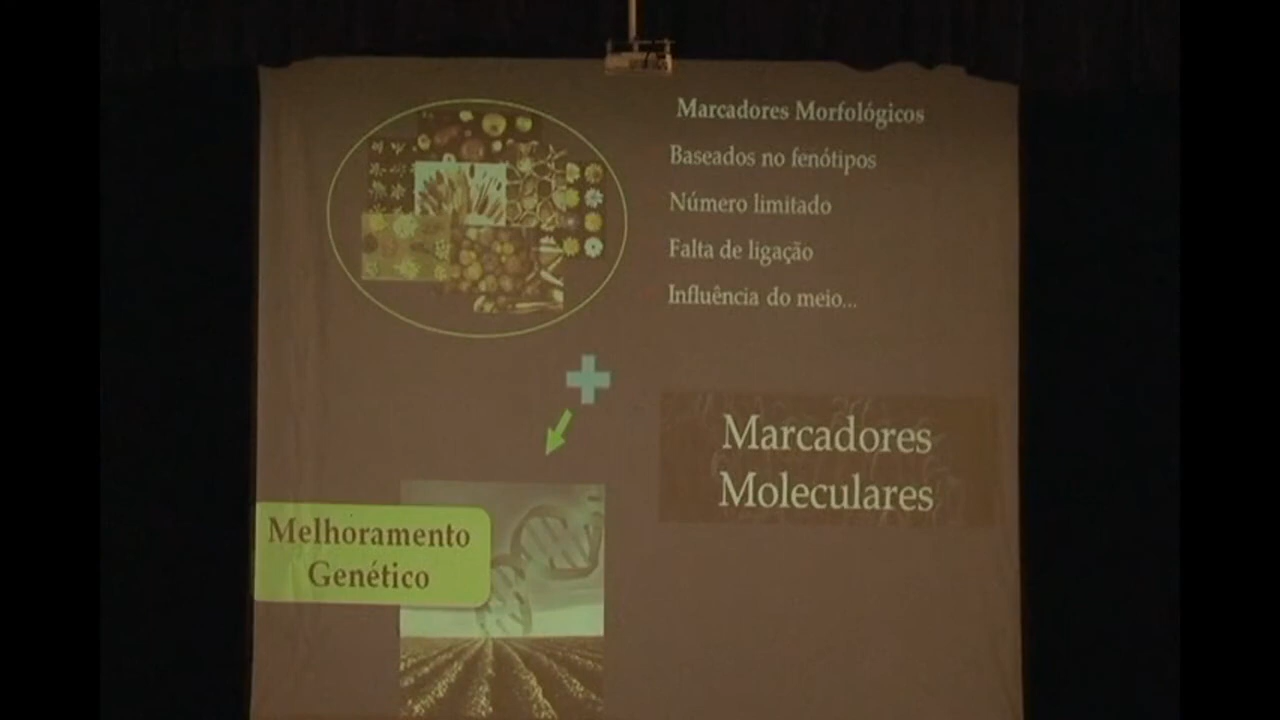 Marcadores Morfológicos
Baseados no fenótipos
Número limitado
Falta de ligação
Influência do meio...
Marcadores
Moleculares
Melhoramento
Genético